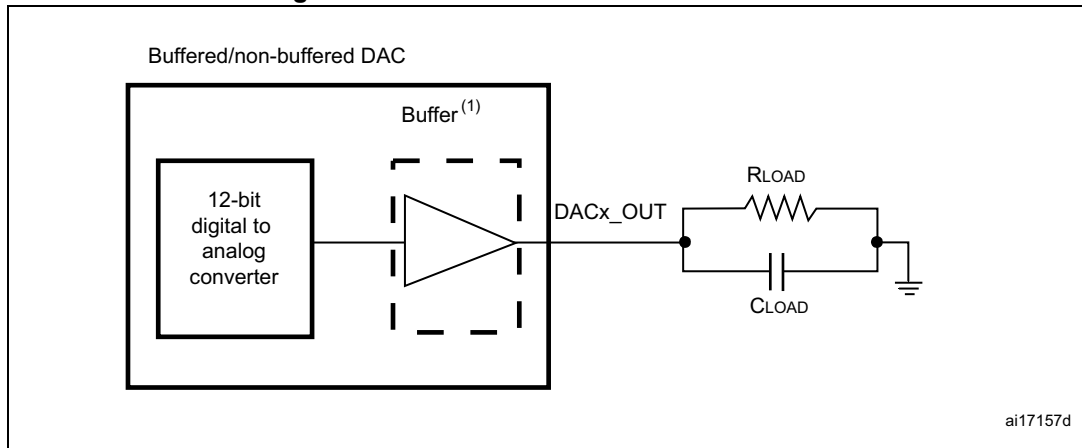 Buffered/non-buffered DAC
Buffer (1)
12-bit
digital to
analog
converter
DACx_OUT
RLOAD
CLOAD
ai17157d